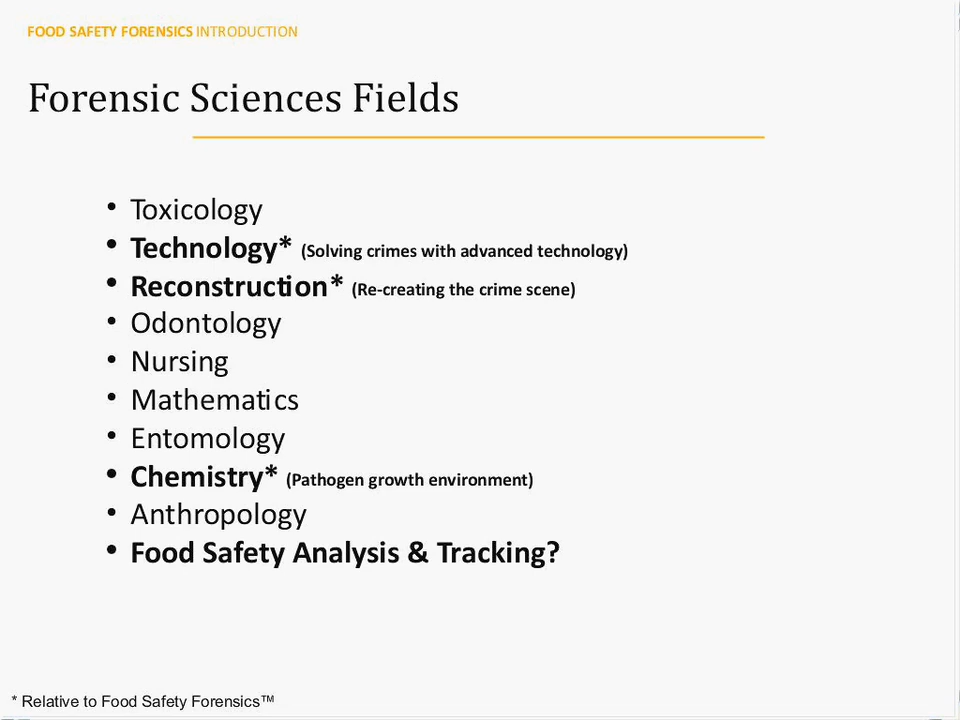 FOOD SAFETY FORENSICS INTRODUCTION
Forensic Sciences Fields
• Toxicology
• Technology* (Solving crimes with advanced technology)
• Reconstruction* (Re-creating the crime scene)
• Odontology
• Nursing
• Mathematics
• Entomology
• Chemistry* (Pathogen growth environment)
• Anthropology
• Food Safety Analysis & Tracking?
* Relative to Food Safety Forensics™